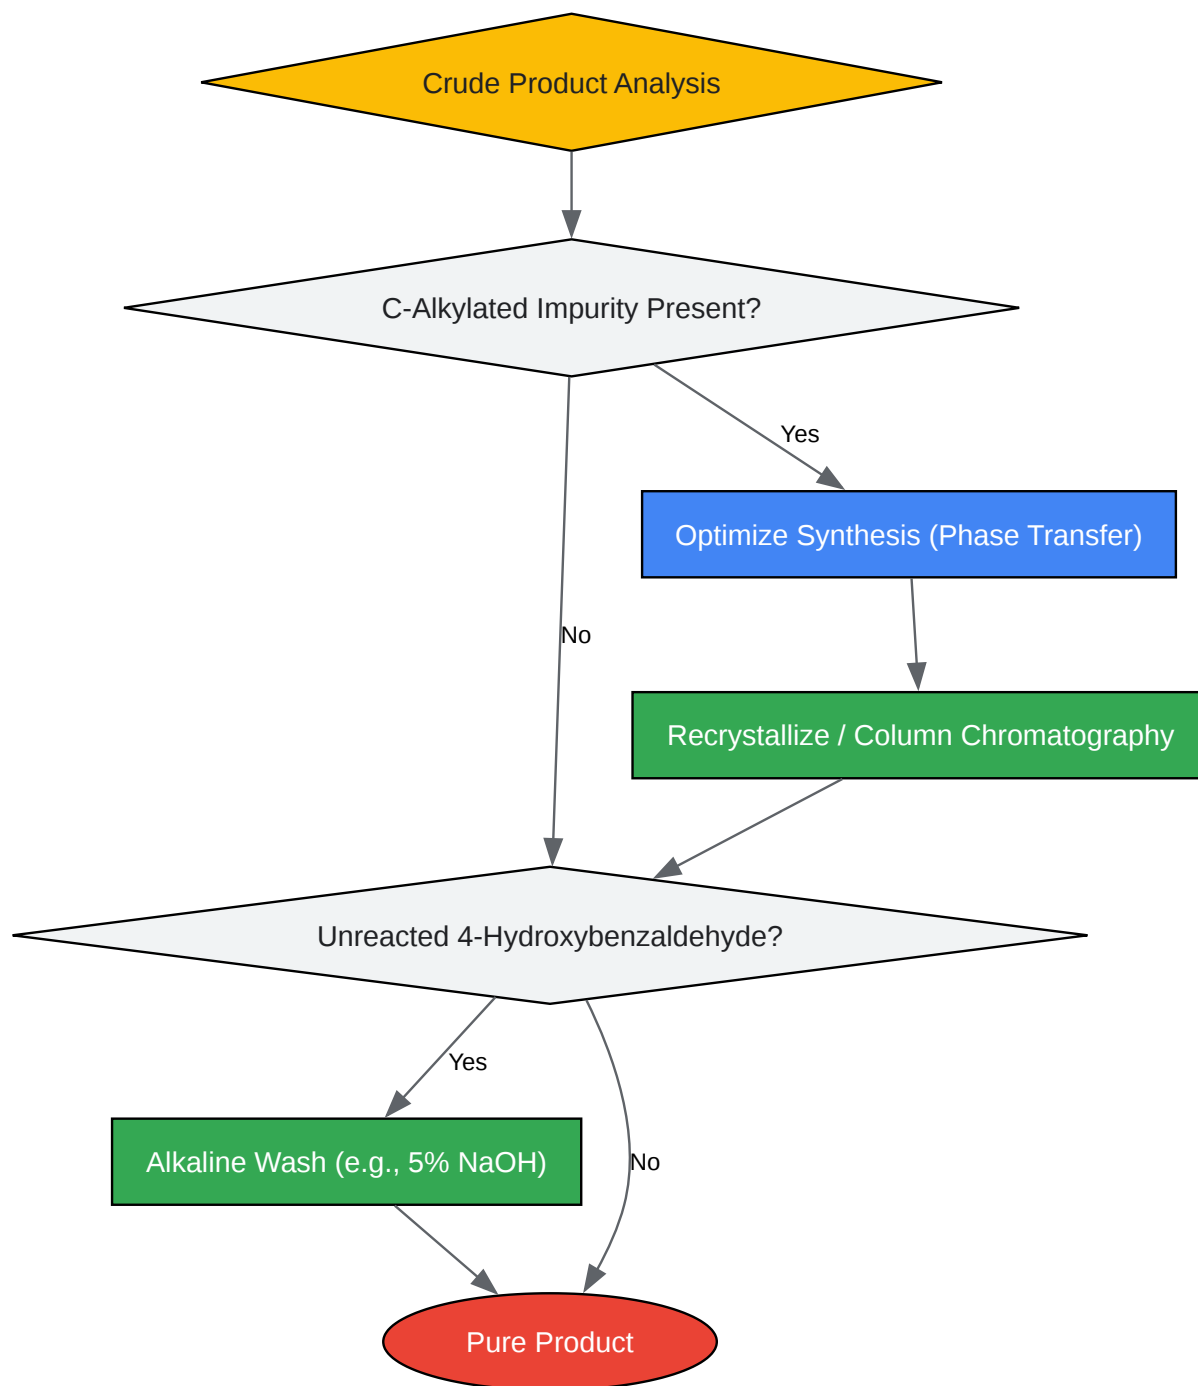 Crude Product Analysis
C-Alkylated Impurity Present?
Yes
Optimize Synthesis (Phase Transfer)
No
Recrystallize / Column Chromatography
Unreacted 4-Hydroxybenzaldehyde?
Yes
Alkaline Wash (e.g., 5% NaOH)
No
Pure Product